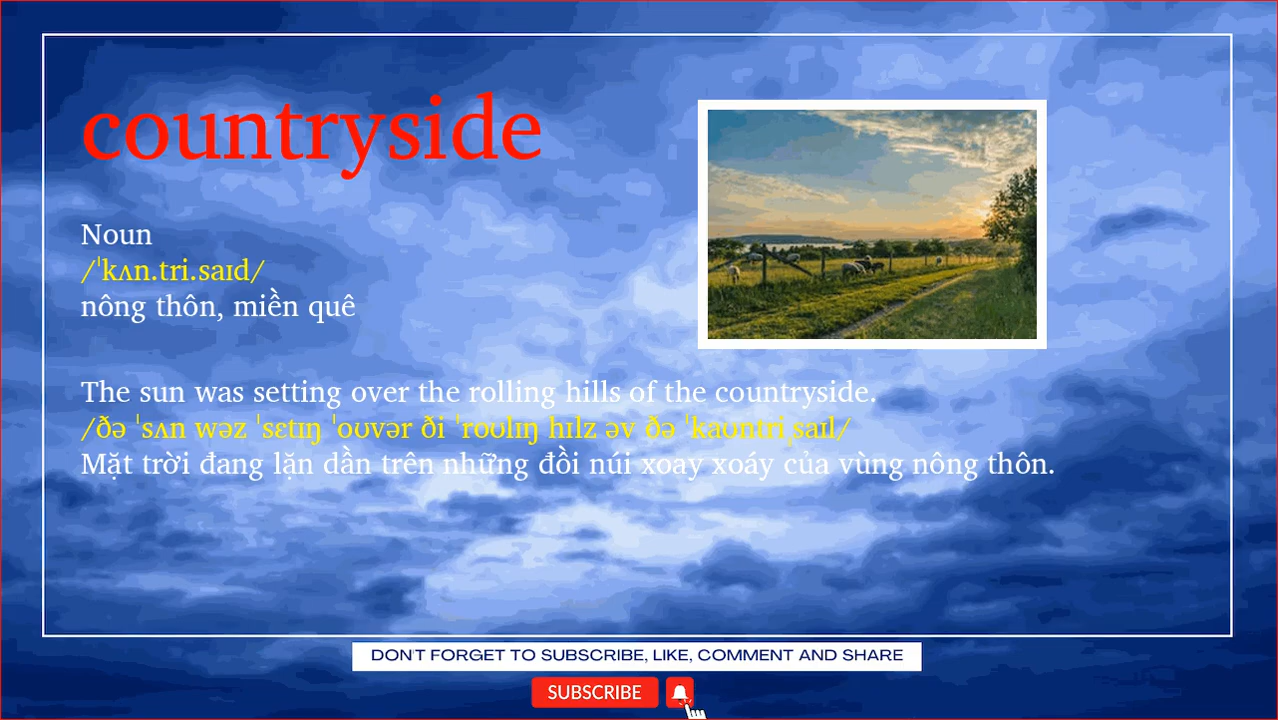 countryside
Noun
/ˈkʌn.tri.saɪd/
nông thôn, miền quê
The sun was setting over the rolling hills of the countryside.
/ðə ˈsʌn wəz ˈsɛtɪŋ ˈoʊvər ði ˈroʊlɪŋ hɪlz əv ðə ˈkaʊntriˌsaɪl/
Mặt trời đang lặn dần trên những đồi núi xoay xoáy của vùng nông thôn.
DON'T FORGET TO SUBSCRIBE, LIKE, COMMENT AND SHARE
SUBSCRIBE